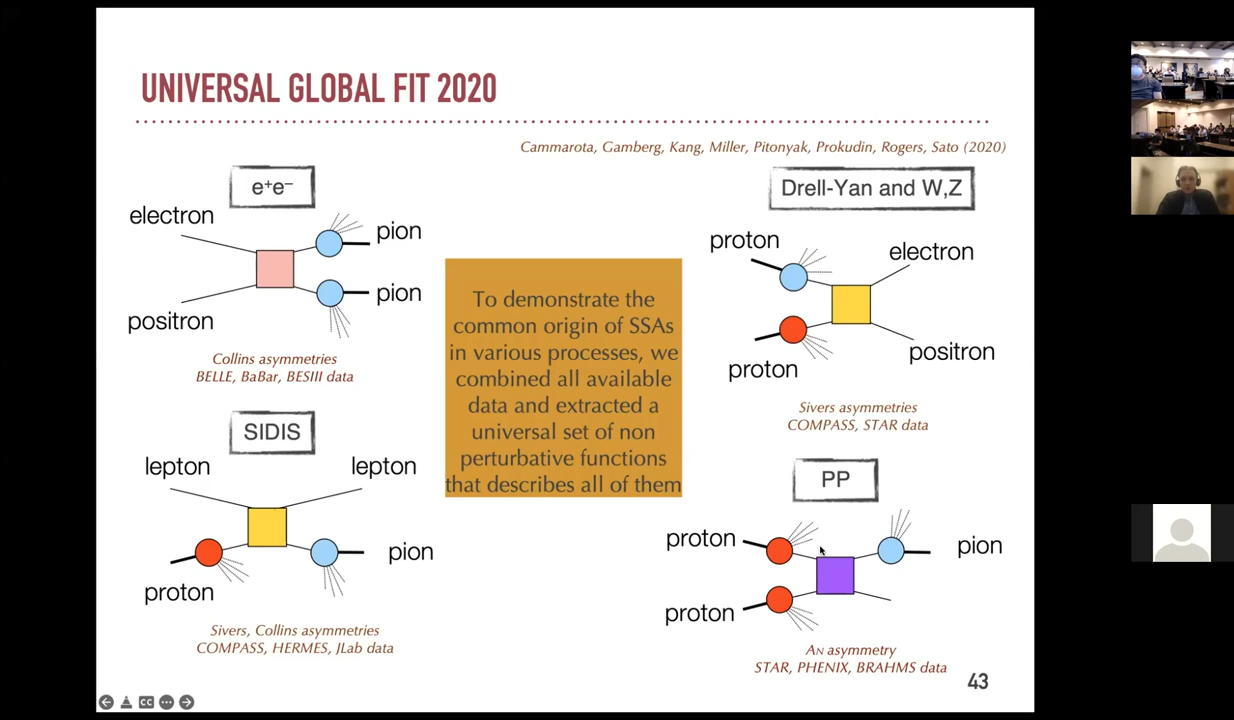 UNIVERSAL GLOBAL FIT 2020
Cammarota, Gamberg, Kang, Miller, Pitonyak, Prokudin, Rogers, Sato (2020)
e⁺e⁻
electron
pion
pion
positron
Collins asymmetries
BELLE, BaBar, BESIII data
SIDIS
lepton
lepton
pion
proton
Sivers, Collins asymmetries
COMPASS, HERMES, JLab data
To demonstrate the
common origin of SSAs
in various processes, we
combined all available
data and extracted a
universal set of non
perturbative functions
that describes all of them
Drell-Yan and W,Z
proton
electron
proton
positron
Sivers asymmetries
COMPASS, STAR data
PP
proton
pion
proton
AN asymmetry
STAR, PHENIX, BRAHMS data
43
CC